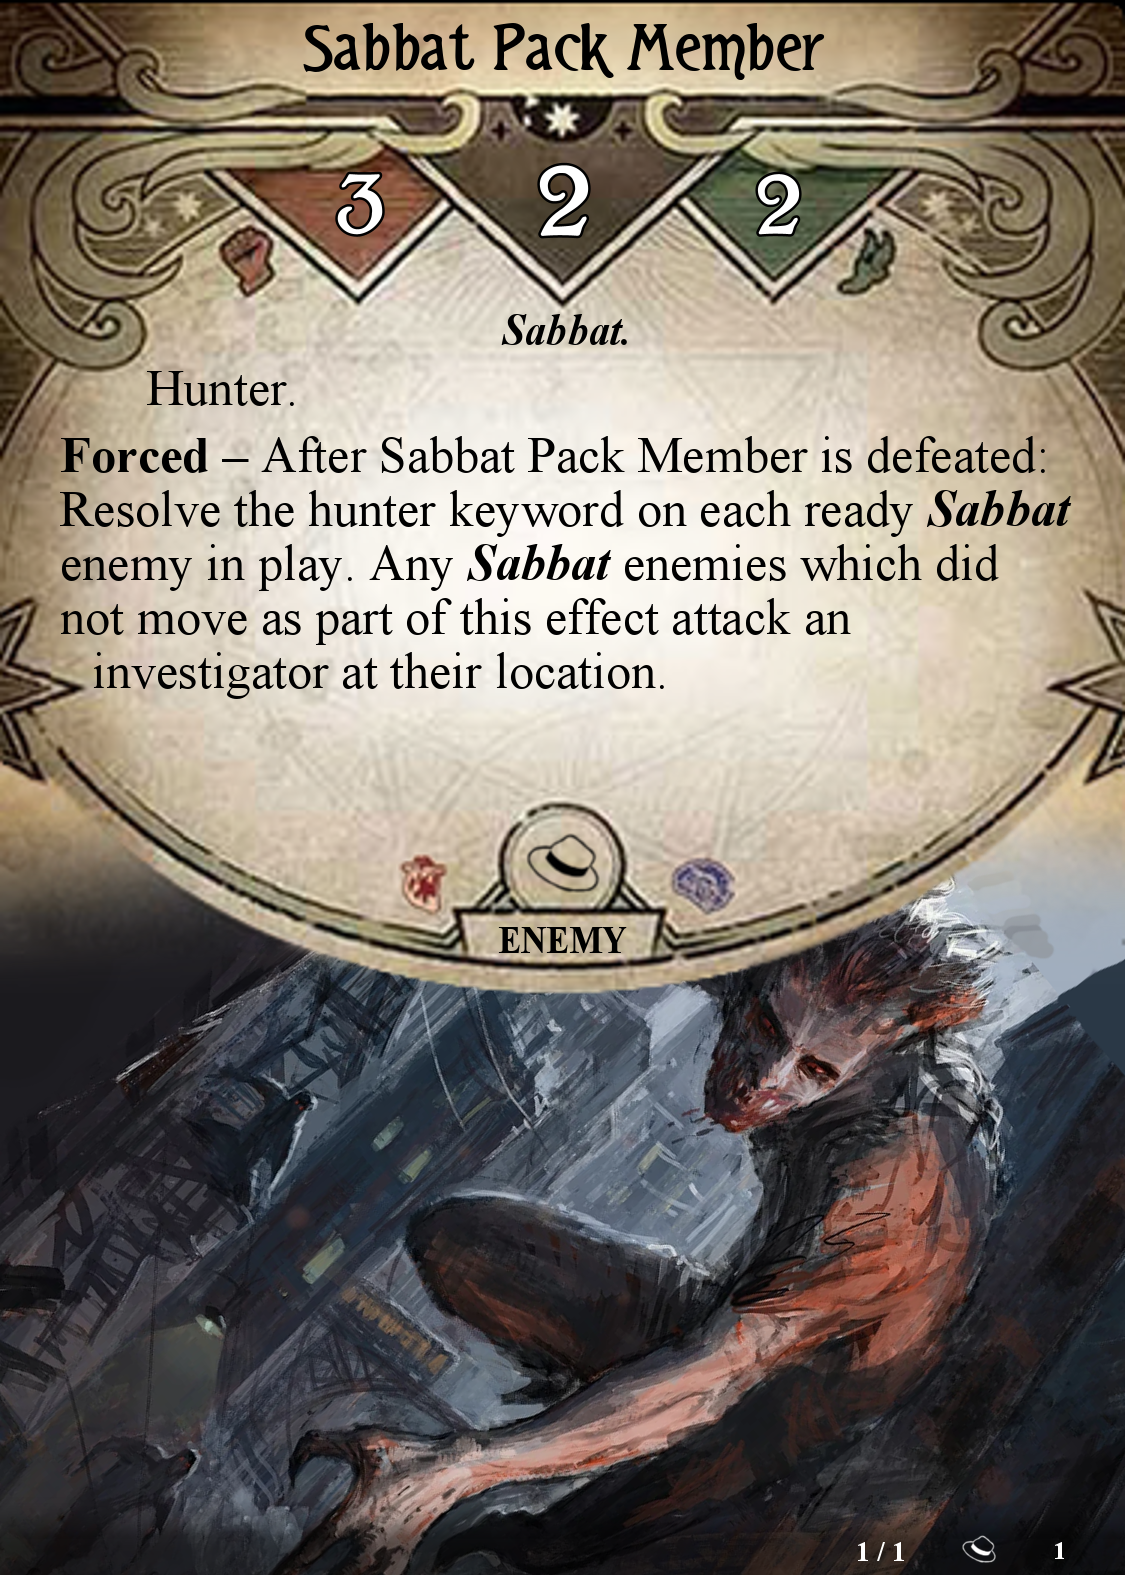 Sabbat Pack Member
3 2 2
Sabbat.
Hunter.
Forced – After Sabbat Pack Member is defeated:
Resolve the hunter keyword on each ready Sabbat
enemy in play. Any Sabbat enemies which did
not move as part of this effect attack an
investigator at their location.
ENEMY
1 / 1 1